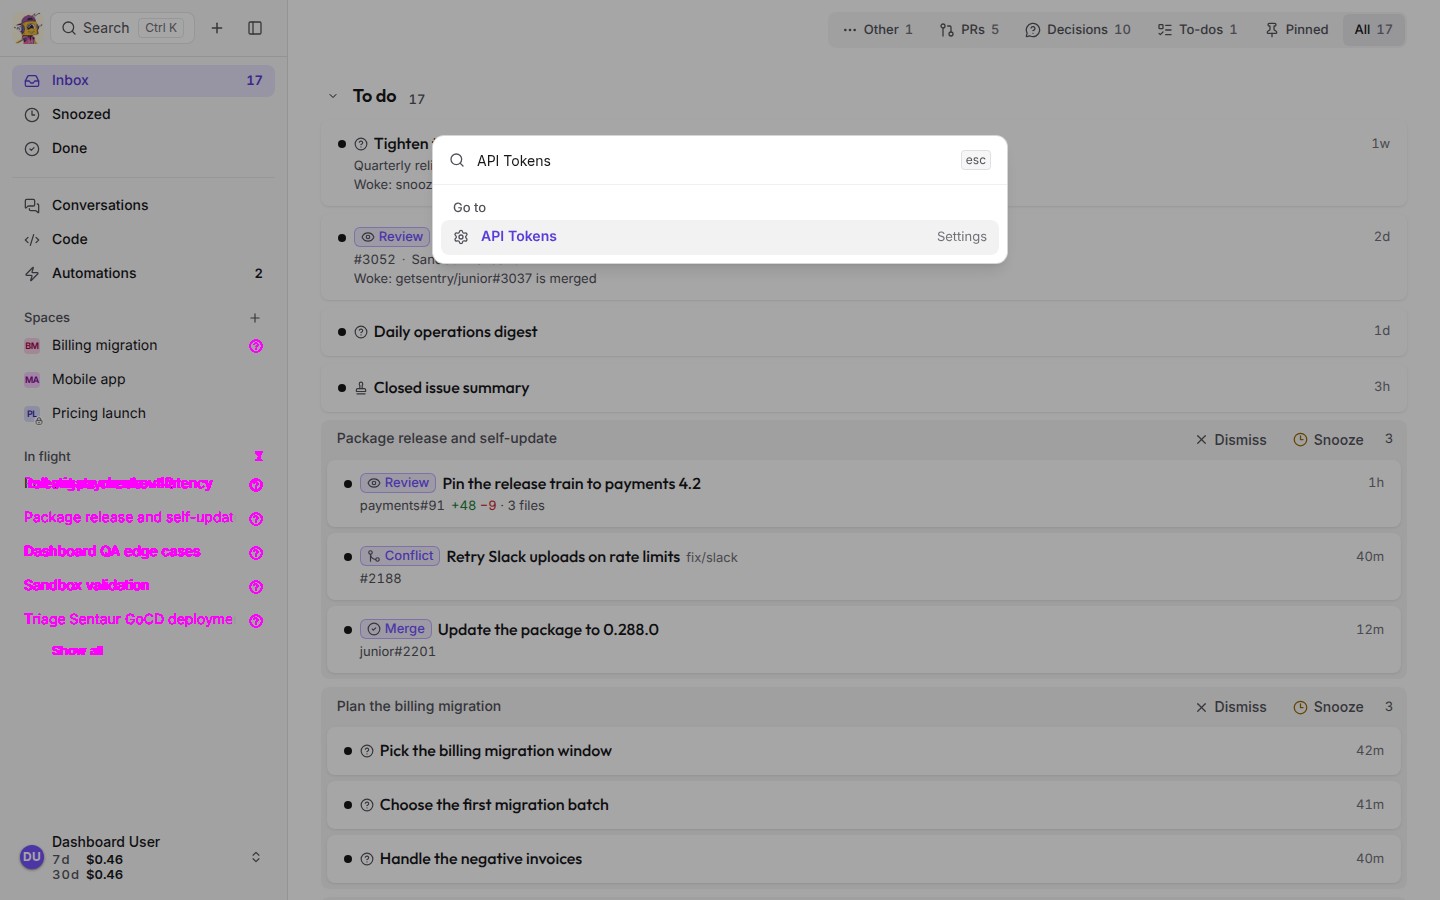 Search Ctrl K
Inbox 17
Snoozed
Done
Conversations
Code
Automations 2
Spaces
BM Billing migration
MA Mobile app
PL Pricing launch
In flight
Package release and self-updat
Dashboard QA edge cases
Sandbox validation
Triage Sentaur GoCD deployme
Show all
DU Dashboard User
7d $0.46
30d $0.46
Other 1 PRs 5 Decisions 10 To-dos 1 Pinned All 17
To do 17
Tighten 1w
Quarterly reli
Woke: snooz
API Tokens esc
Go to
API Tokens Settings
Review 2d
#3052 · San
Woke: getsentry/junior#3037 is merged
Daily operations digest 1d
Closed issue summary 3h
Package release and self-update Dismiss Snooze 3
Review Pin the release train to payments 4.2 1h
payments#91 +48 −9 · 3 files
Conflict Retry Slack uploads on rate limits fix/slack 40m
#2188
Merge Update the package to 0.288.0 12m
junior#2201
Plan the billing migration Dismiss Snooze 3
Pick the billing migration window 42m
Choose the first migration batch 41m
Handle the negative invoices 40m